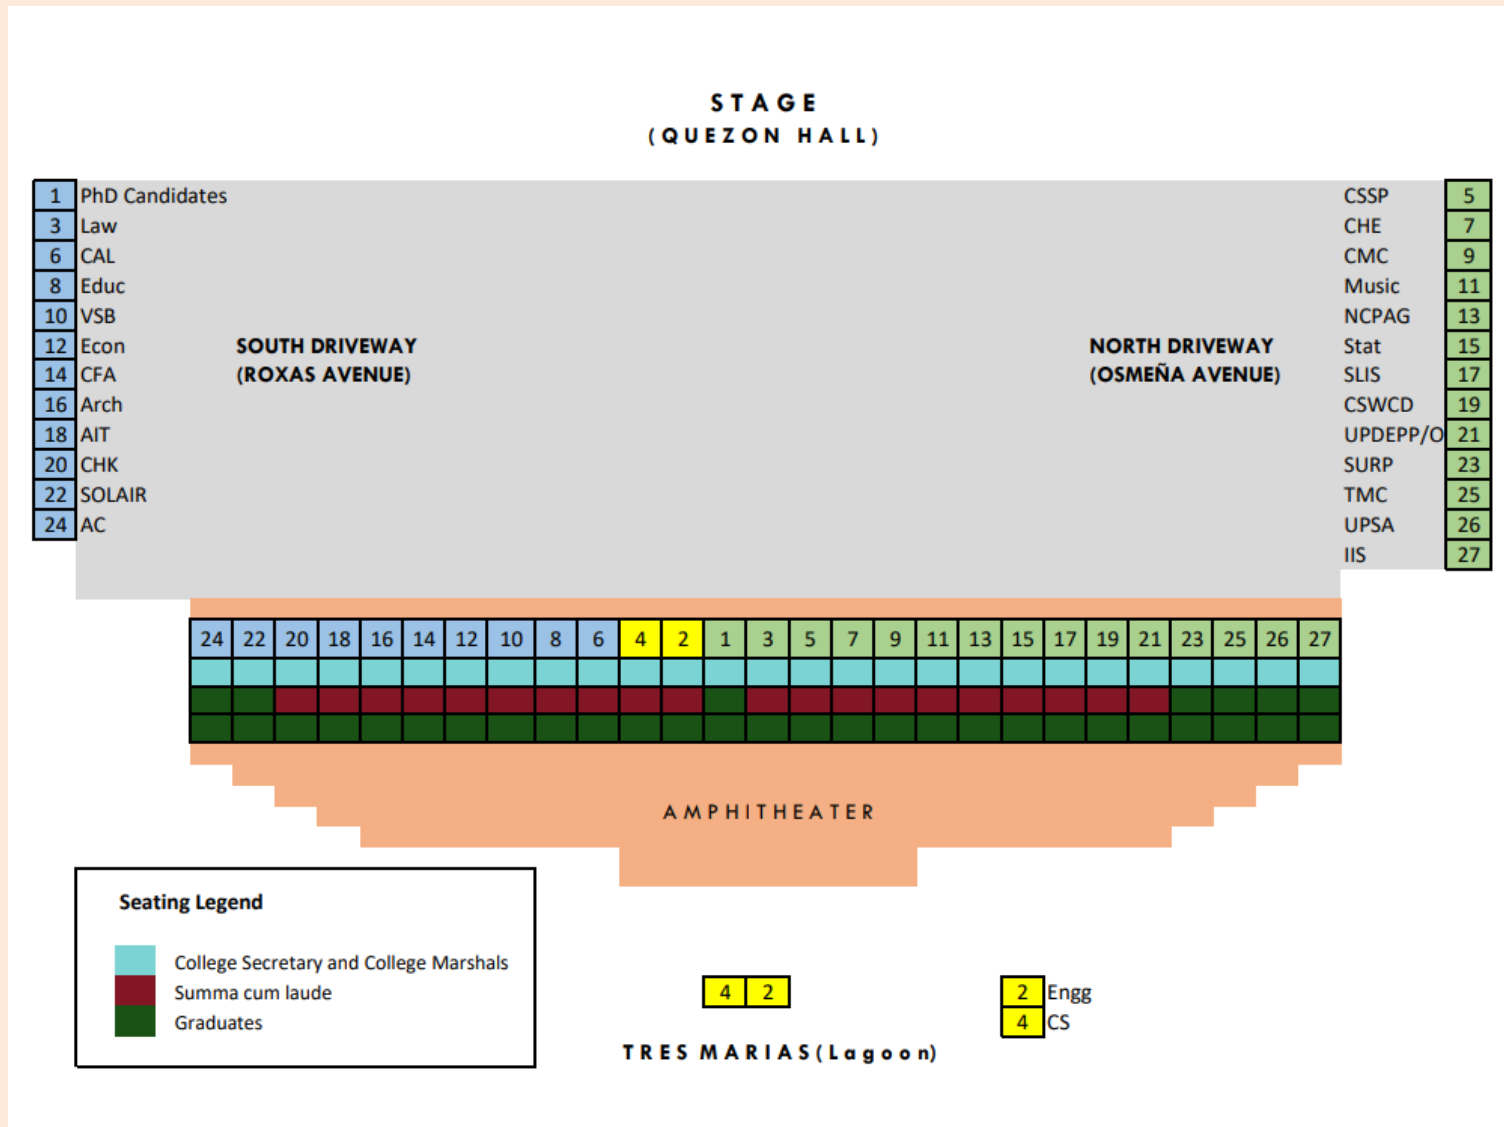 STAGE
(QUEZON HALL)
1 PhD Candidates CSSP 5
3 Law CHE 7
6 CAL CMC 9
8 Educ Music 11
10 VSB NCPAG 13
12 Econ SOUTH DRIVEWAY NORTH DRIVEWAY Stat 15
14 CFA (ROXAS AVENUE) (OSMEÑA AVENUE) SLIS 17
16 Arch CSWCD 19
18 AIT UPDEPP/O 21
20 CHK SURP 23
22 SOLAIR TMC 25
24 AC UPSA 26
IIS 27
24 22 20 18 16 14 12 10 8 6 4 2 1 3 5 7 9 11 13 15 17 19 21 23 25 26 27
AMPHITHEATER
Seating Legend
College Secretary and College Marshals
Summa cum laude
Graduates
4 2
2 Engg
4 CS
TRES MARIAS(Lagoon)